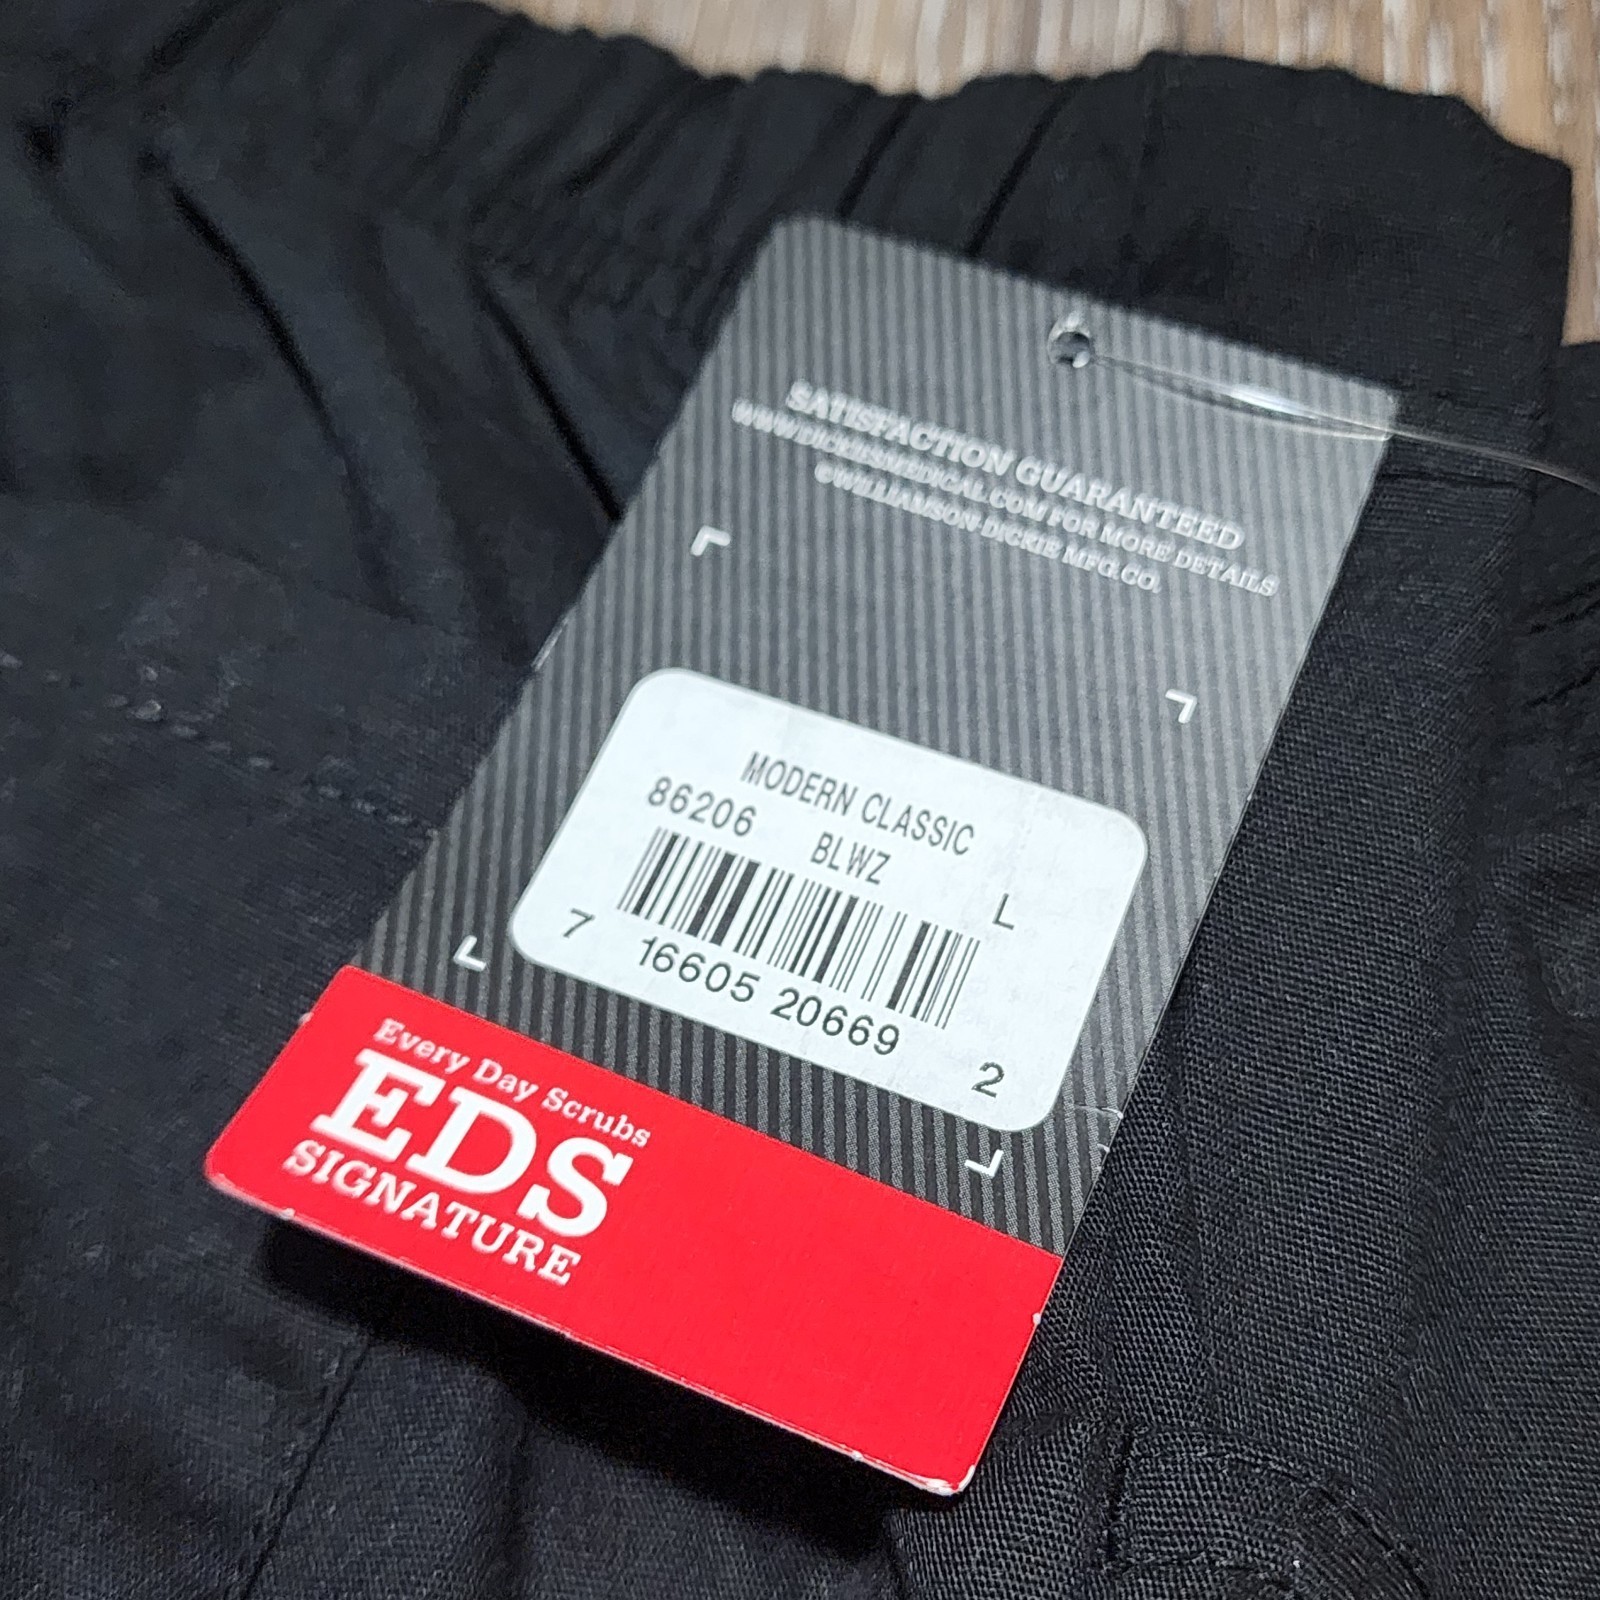 SATISFACTION GUARANTEED
WWW.DICKIESMEDICAL.COM FOR MORE DETAILS
©WILLIAMSON DICKIE MFG.CO.
MODERN CLASSIC
86206 BLWZ L
7 16605 20669 2
Every Day Scrubs
EDS
SIGNATURE